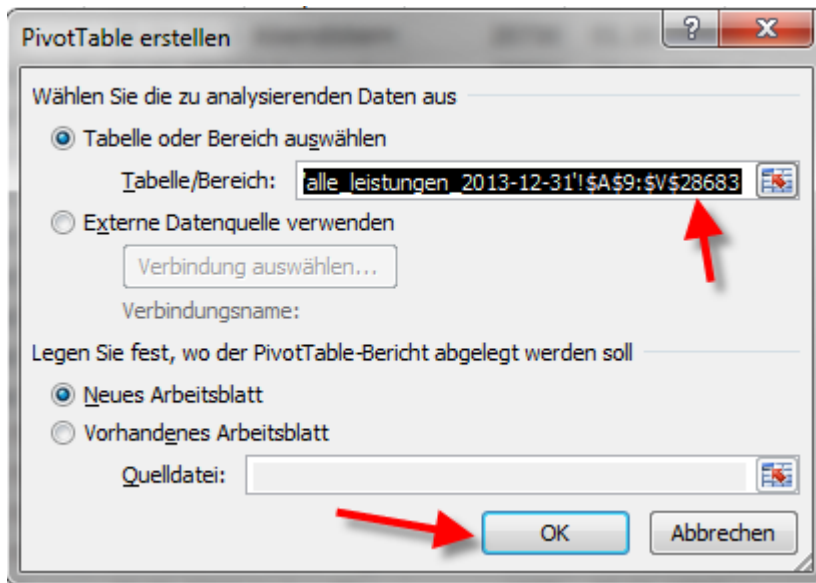 PivotTable erstellen
Wählen Sie die zu analysierenden Daten aus
Tabelle oder Bereich auswählen
Tabelle/Bereich: 'alle_leistungen_2013-12-31'!$A$9:$V$28683
Externe Datenquelle verwenden
Verbindung auswählen...
Verbindungsname:
Legen Sie fest, wo der PivotTable-Bericht abgelegt werden soll
Neues Arbeitsblatt
Vorhandenes Arbeitsblatt
Quelldatei:
OK Abbrechen